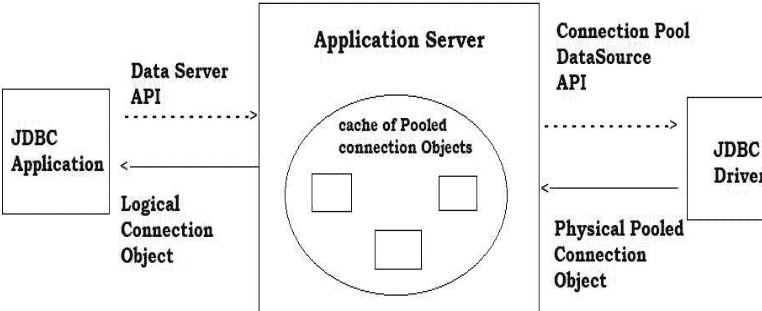 Application Server
Connection Pool
DataSource
API
Data Server
API
cache of Pooled
connection Objects
JDBC
Application
JDBC
Driver
Logical
Connection
Object
Physical Pooled
Connection
Object